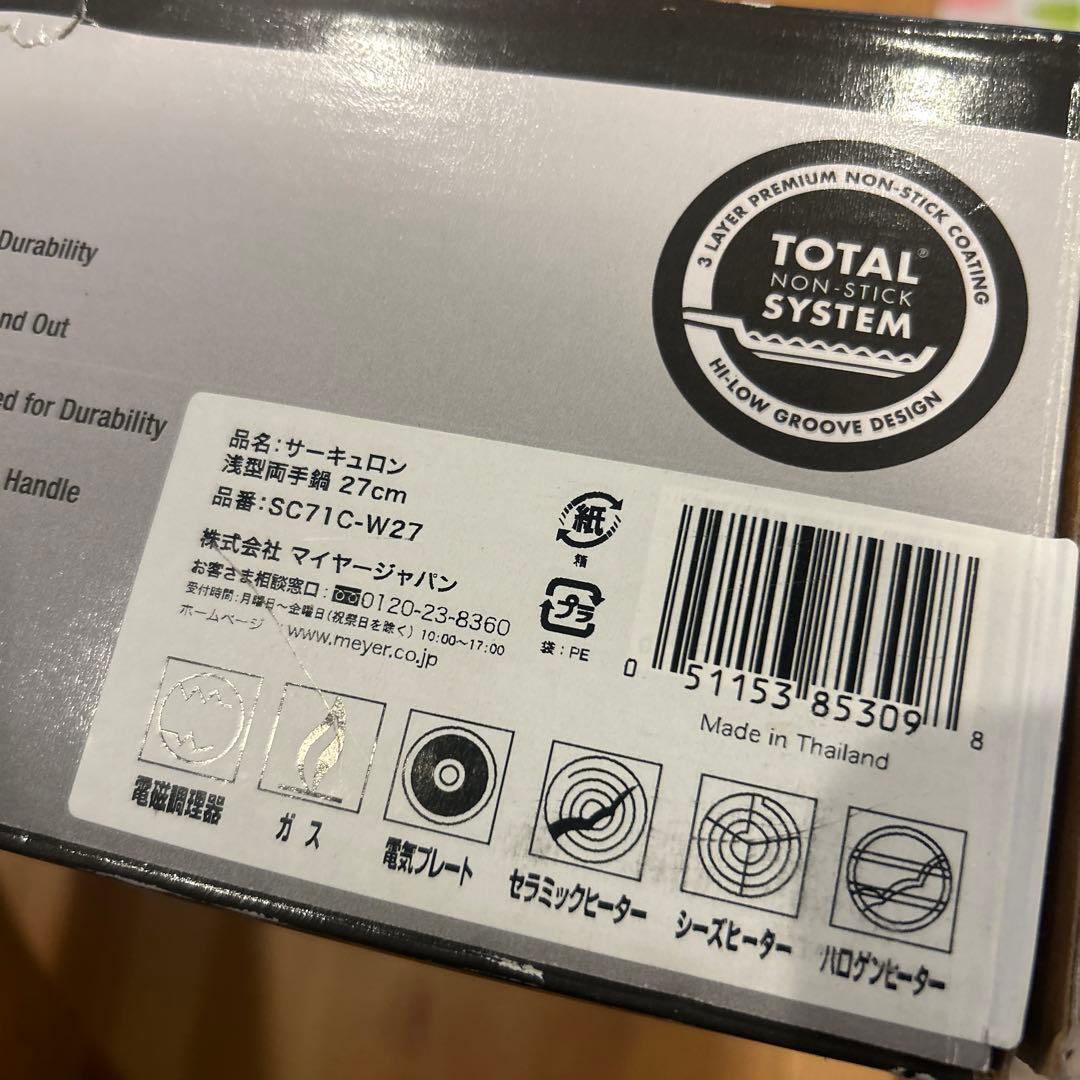 Durability
nd Out
ed for Durability
Handle
3 LAYER PREMIUM NON-STICK COATING
TOTAL®
NON-STICK
SYSTEM
HI-LOW GROOVE DESIGN
品名:サーキュロン
浅型両手鍋 27cm
品番:SC71C-W27
株式会社 マイヤージャパン
お客さま相談窓口:0120-23-8360
受付時間:月曜日~金曜日(祝祭日を除く) 10:00~17:00
ホームページ:www.meyer.co.jp
紙
箱
プラ
袋:PE
0 51153 85309 8
Made in Thailand
電磁調理器
ガス
電気プレート
セラミックヒーター
シーズヒーター
ハロゲンヒーター